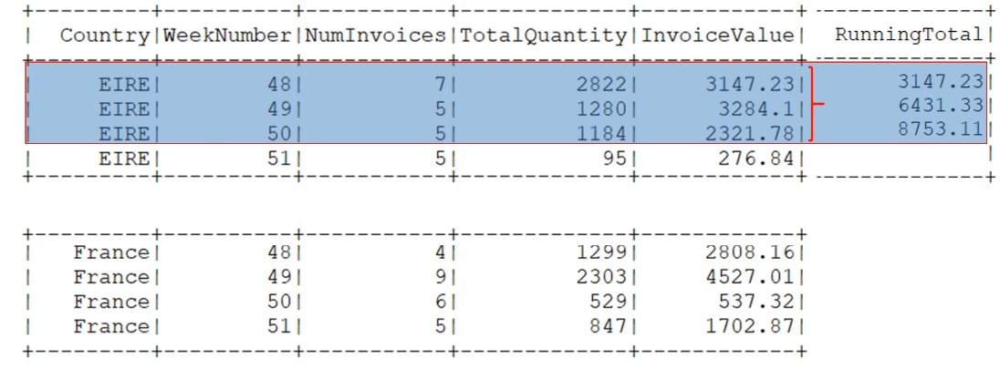 +---------+----------+-----------+-------------+------------+ --------------+
|  Country|WeekNumber|NumInvoices|TotalQuantity|InvoiceValue|  RunningTotal|
+---------+----------+-----------+-------------+------------+ --------------+
|     EIRE|        48|          7|         2822|     3147.23|       3147.23|
|     EIRE|        49|          5|         1280|      3284.1|       6431.33|
|     EIRE|        50|          5|         1184|     2321.78|       8753.11|
|     EIRE|        51|          5|           95|      276.84|              |
+---------+----------+-----------+-------------+------------+ --------------+
+---------+----------+-----------+-------------+------------+
|   France|        48|          4|         1299|     2808.16|
|   France|        49|          9|         2303|     4527.01|
|   France|        50|          6|          529|      537.32|
|   France|        51|          5|          847|     1702.87|
+---------+----------+-----------+-------------+------------+